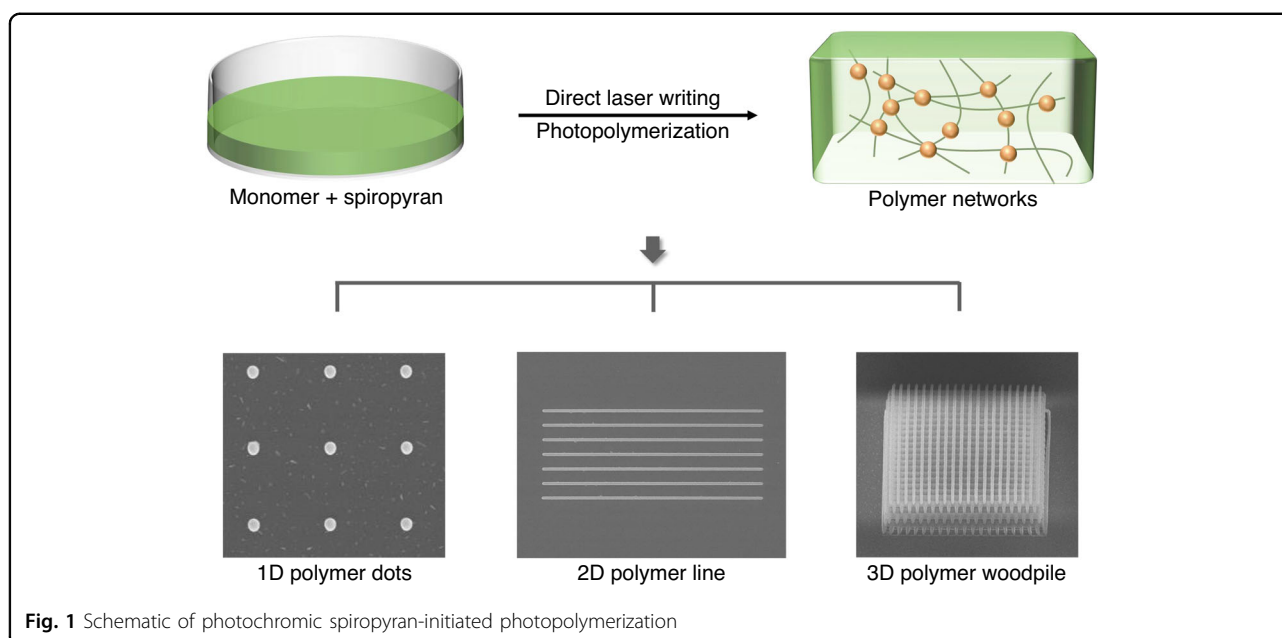 Direct laser writing
Photopolymerization
Monomer + spiropyran
Polymer networks
1D polymer dots
2D polymer line
3D polymer woodpile
Fig. 1 Schematic of photochromic spiropyran-initiated photopolymerization